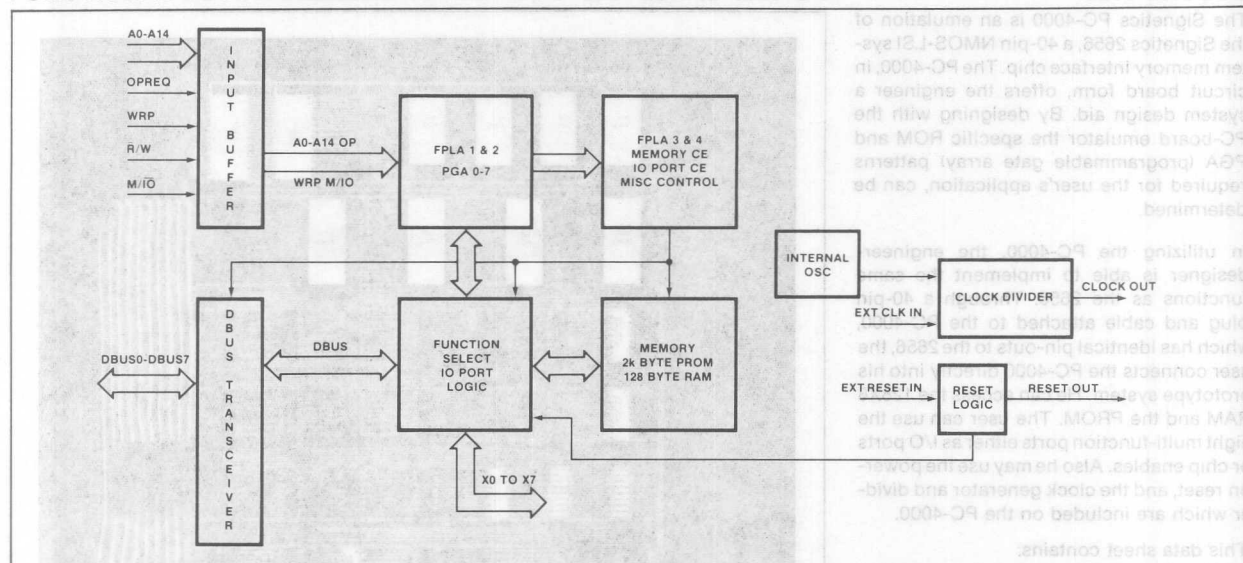 A0-A14
OPREQ
WRP
R̅/W
M/I̅O̅
INPUT BUFFER
A0-A14 OP
WRP M/IO
FPLA 1 & 2
PGA 0-7
FPLA 3 & 4
MEMORY CE
IO PORT CE
MISC CONTROL
INTERNAL
OSC
CLOCK DIVIDER
CLOCK OUT
EXT CLK IN
DBUS0-DBUS7
DBUS TRANSCEIVER
DBUS
FUNCTION
SELECT
IO PORT
LOGIC
MEMORY
2k BYTE PROM
128 BYTE RAM
EXT RESET IN
RESET
LOGIC
RESET OUT
X0 TO X7
The Signetics PC-4000 is an emulation of
the Signetics 2656, a 40-pin NMOS-LSI sys-
tem memory interface chip. The PC-4000, in
circuit board form, offers the engineer a
system design aid. By designing with the
PC-board emulator the specific ROM and
PGA (programmable gate array) patterns
required for the user's application, can be
determined.
In utilizing the PC-4000, the engineer-
designer is able to implement the same
functions as the 2656. Through a 40-pin
plug and cable attached to the PC-4000,
which has identical pin-outs to the 2656, the
user connects the PC-4000 directly into his
prototype system. He can
RAM and the PROM. The user can use the
eight multi-function ports either as I/O ports
or chip enables. Also he may use the power-
on reset, and the clock generator and divid-
er which are included on the PC-4000.
This data sheet contains: